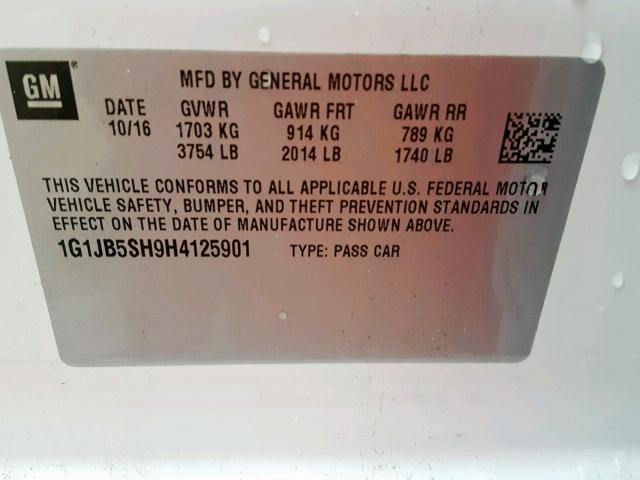 GM
®
MFD BY GENERAL MOTORS LLC
DATE GVWR GAWR FRT GAWR RR
10/16 1703 KG 914 KG 789 KG
3754 LB 2014 LB 1740 LB
THIS VEHICLE CONFORMS TO ALL APPLICABLE U.S. FEDERAL MOTOR
VEHICLE SAFETY, BUMPER, AND THEFT PREVENTION STANDARDS IN
EFFECT ON THE DATE OF MANUFACTURE SHOWN ABOVE.
1G1JB5SH9H4125901 TYPE: PASS CAR